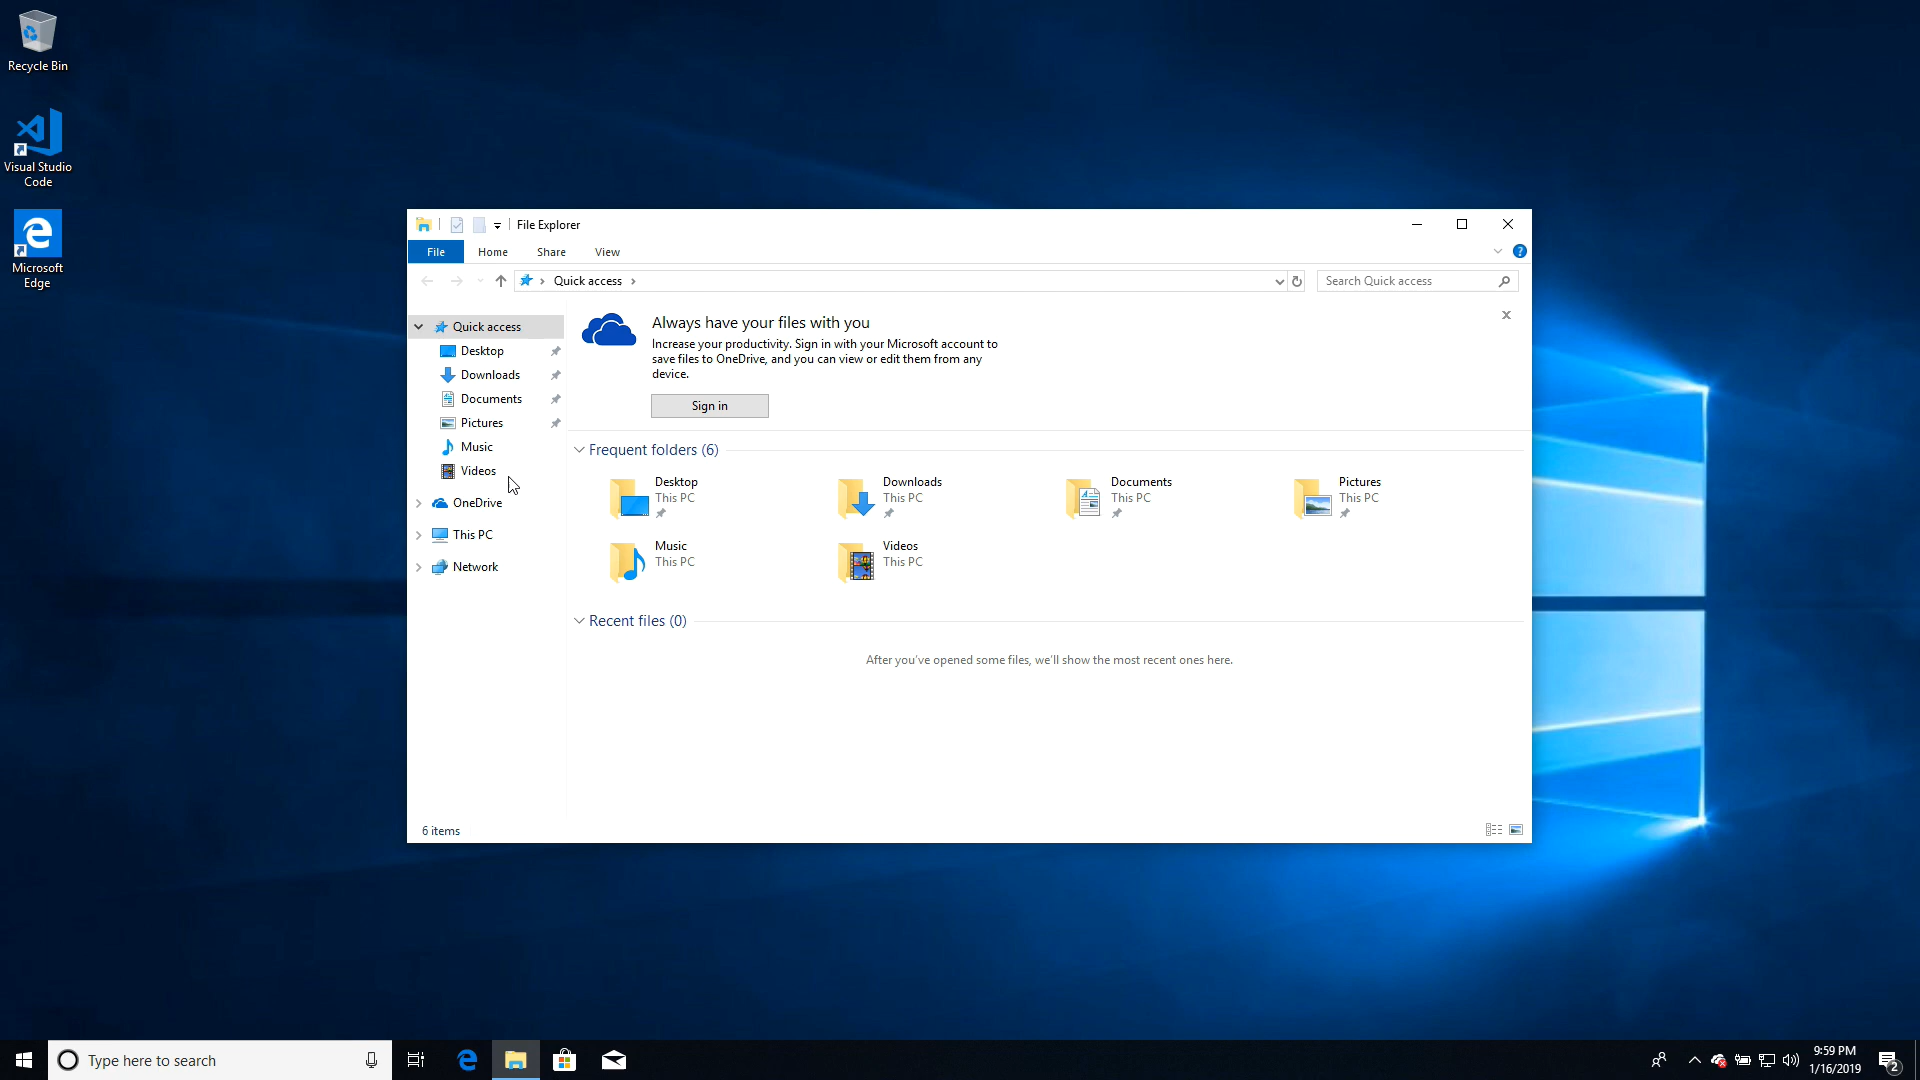 Recycle Bin
Visual Studio
Code
Microsoft
Edge
File Explorer
File Home Share View
Quick access
Search Quick access
Quick access
Desktop
Downloads
Documents
Pictures
Music
Videos
OneDrive
This PC
Network
Always have your files with you
Increase your productivity. Sign in with your Microsoft account to
save files to OneDrive, and you can view or edit them from any
device.
Sign in
Frequent folders (6)
Desktop
This PC
Downloads
This PC
Documents
This PC
Pictures
This PC
Music
This PC
Videos
This PC
Recent files (0)
After you've opened some files, we'll show the most recent ones here.
6 items
Type here to search
9:59 PM
1/16/2019
2